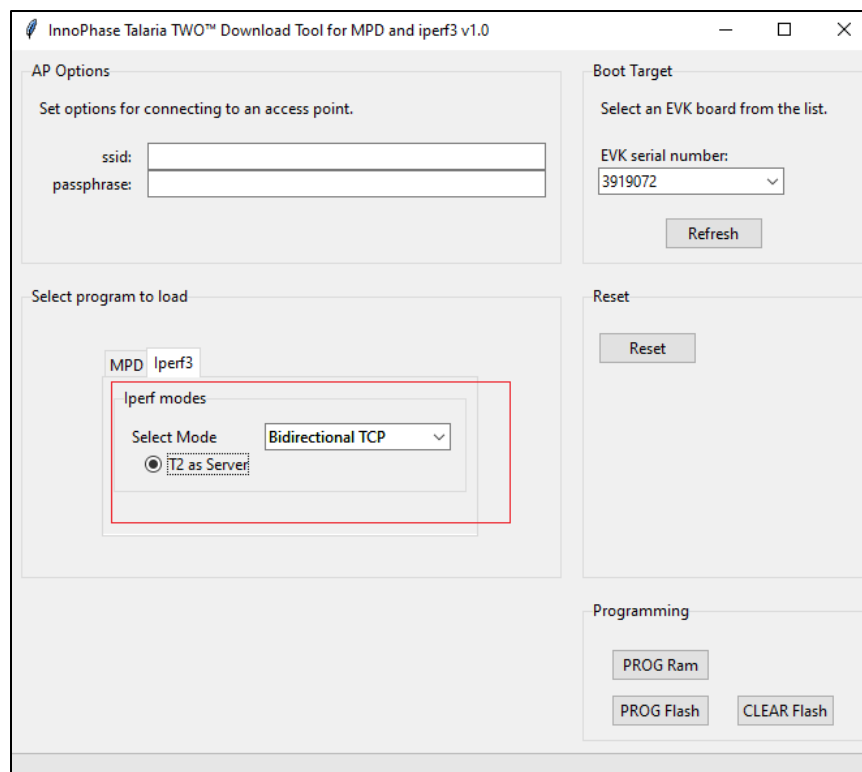 InnoPhase Talaria TWO™ Download Tool for MPD and iperf3 v1.0
AP Options
Set options for connecting to an access point.
ssid:
passphrase:
Boot Target
Select an EVK board from the list.
EVK serial number:
3919072
Refresh
Select program to load
MPD Iperf3
Iperf modes
Select Mode Bidirectional TCP
T2 as Server
Reset
Reset
Programming
PROG Ram
PROG Flash CLEAR Flash